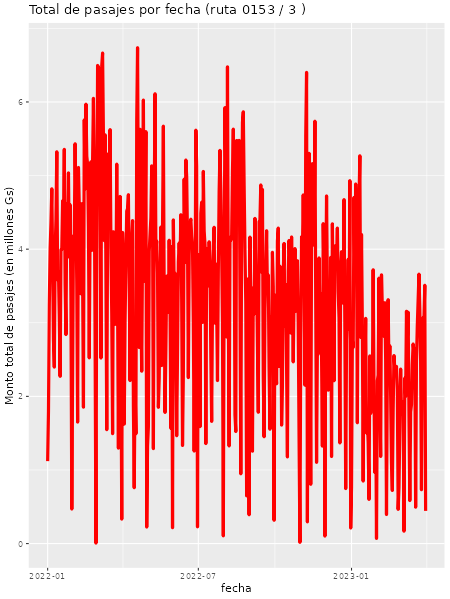 Total de pasajes por fecha (ruta 0153 / 3 )
Monto total de pasajes (en millones Gs)
6
4
2
0
2022-01
2022-07
2023-01
fecha